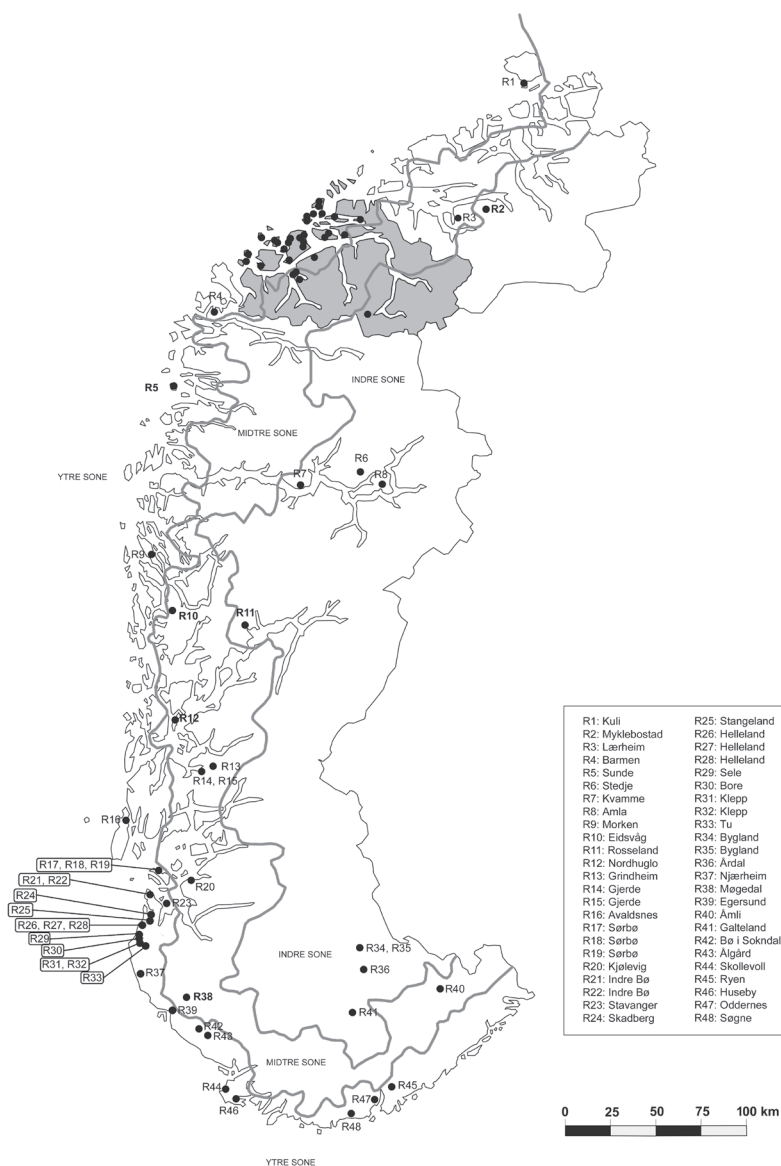 R1
R2
R3
R4
R5
INDRE SONE
MIDTRE SONE
R6
R7
R8
YTRE SONE
R9
R10
R11
R12
R13
R14, R15
R16
R17, R18, R19
R21, R22
R20
R24
R23
R25
R26, R27, R28
R29
R30
R31, R32
R33
R37
INDRE SONE
R34, R35
R36
R38
R40
R39
R41
R42
R43
MIDTRE SONE
R44
R46
R45
R47
R48
YTRE SONE
R1: Kuli
R2: Myklebostad
R3: Lærheim
R4: Barmen
R5: Sunde
R6: Stedje
R7: Kvamme
R8: Amla
R9: Morken
R10: Eidsvåg
R11: Rosseland
R12: Nordhuglo
R13: Grindheim
R14: Gjerde
R15: Gjerde
R16: Avaldsnes
R17: Sørbø
R18: Sørbø
R19: Sørbø
R20: Kjølevig
R21: Indre Bø
R22: Indre Bø
R23: Stavanger
R24: Skadberg
R25: Stangeland
R26: Helleland
R27: Helleland
R28: Helleland
R29: Sele
R30: Bore
R31: Klepp
R32: Klepp
R33: Tu
R34: Bygland
R35: Bygland
R36: Årdal
R37: Njærheim
R38: Møgedal
R39: Egersund
R40: Åmli
R41: Galteland
R42: Bø i Sokndal
R43: Ålgård
R44: Skollevoll
R45: Ryen
R46: Huseby
R47: Oddernes
R48: Søgne
0 25 50 75 100 km